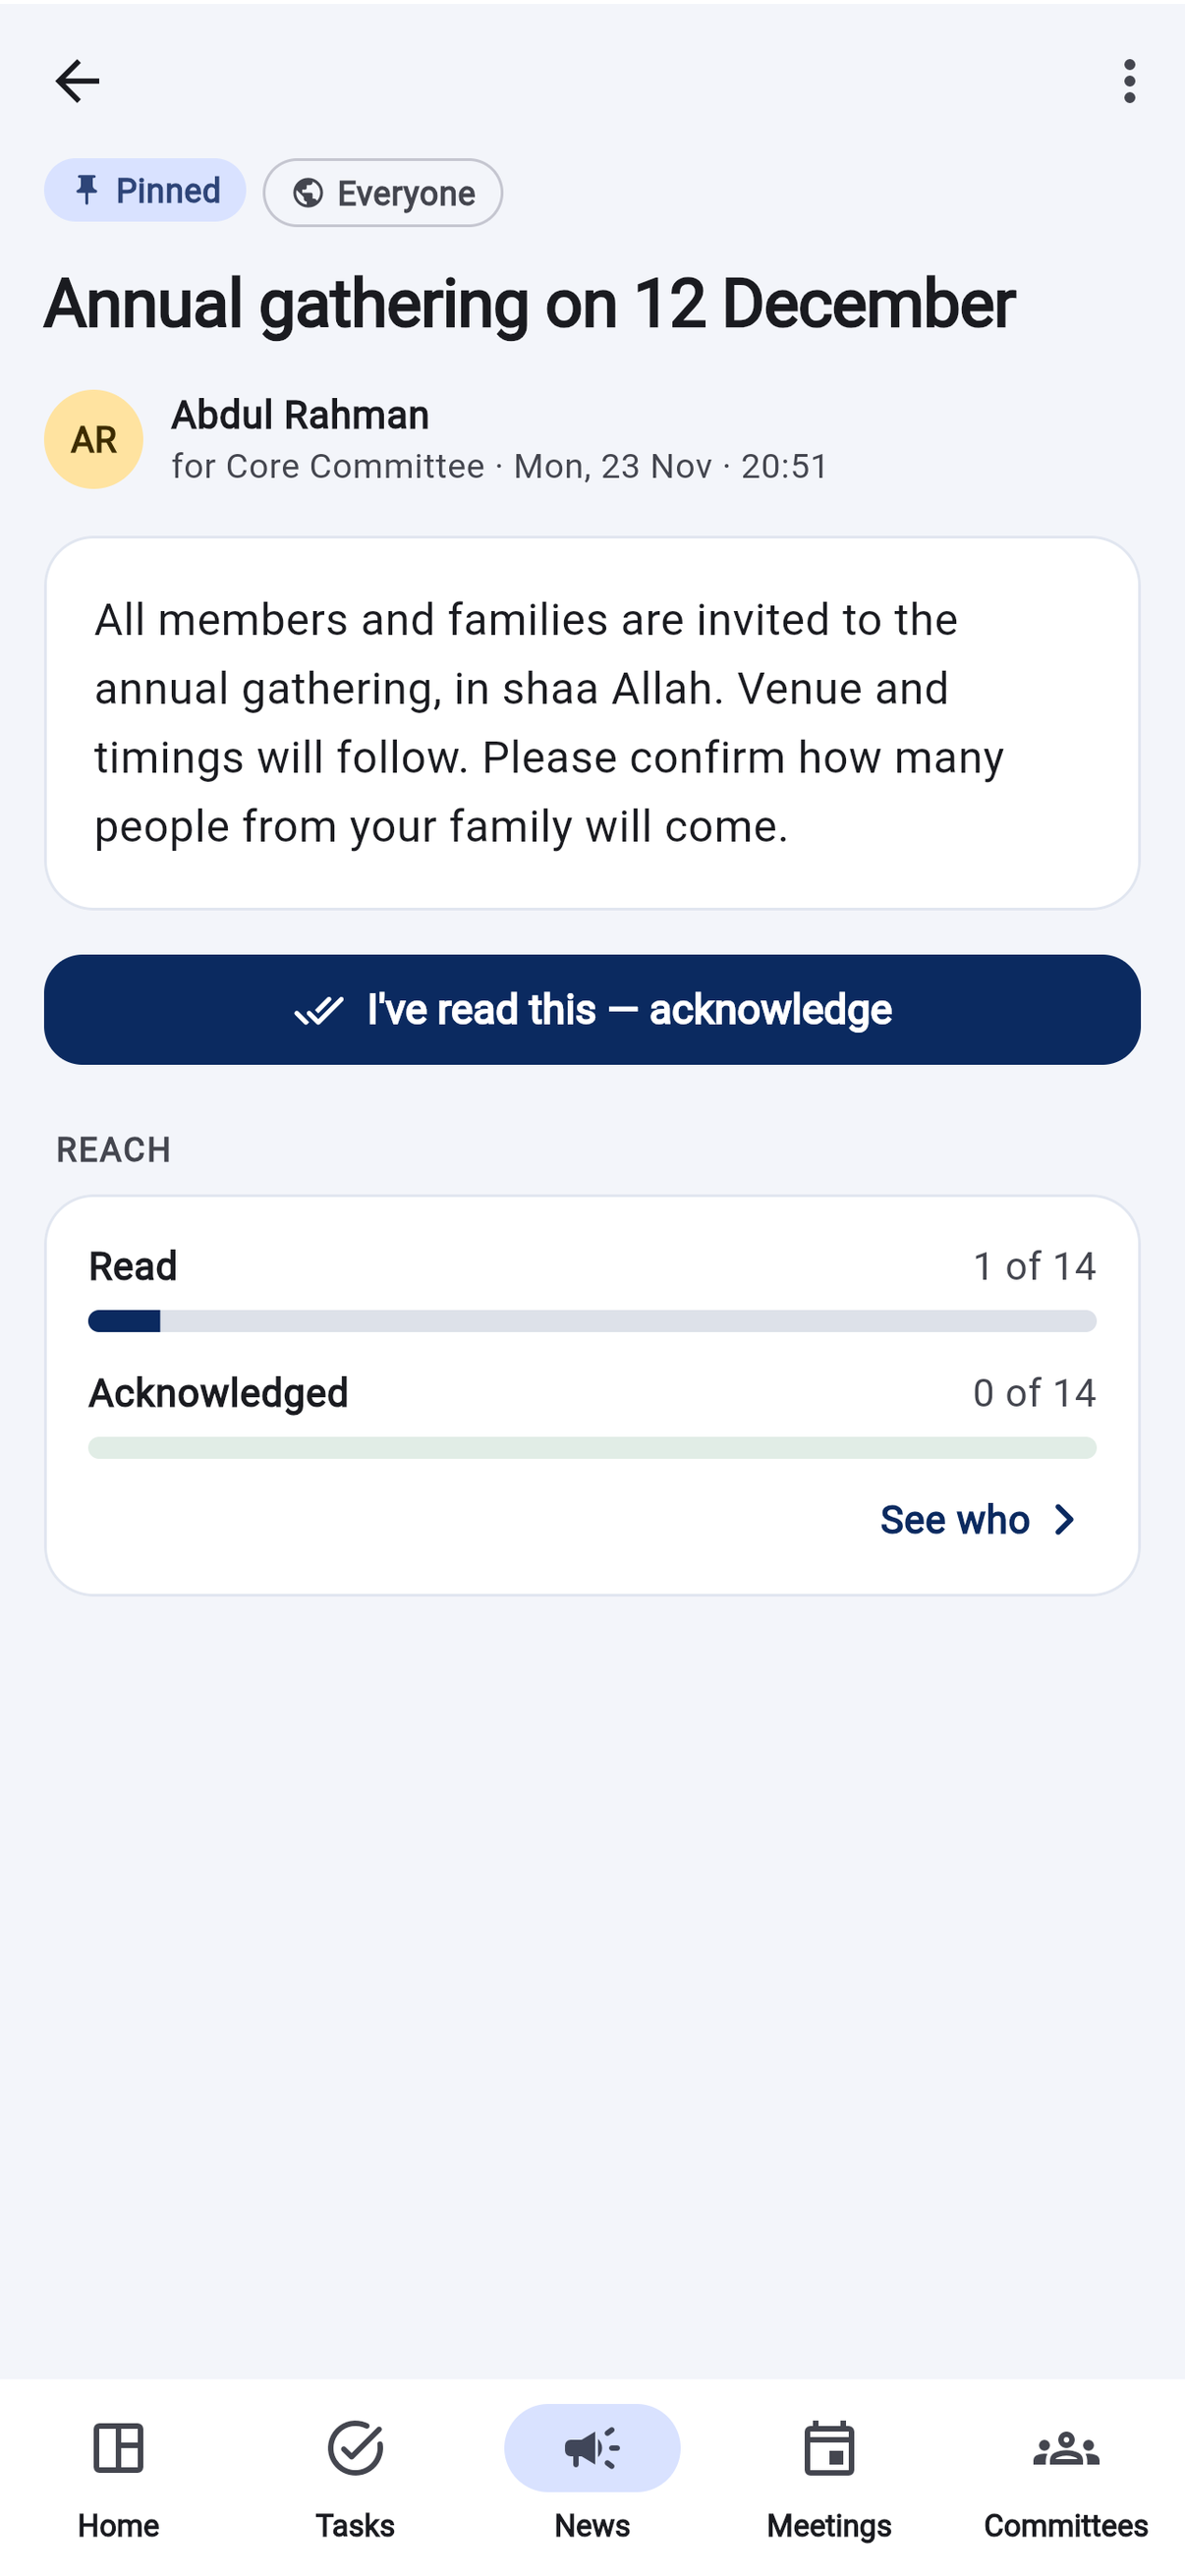 Pinned
Everyone
Annual gathering on 12 December
AR
Abdul Rahman
for Core Committee · Mon, 23 Nov · 20:51
All members and families are invited to the
annual gathering, in shaa Allah. Venue and
timings will follow. Please confirm how many
people from your family will come.
I've read this — acknowledge
REACH
Read 1 of 14
Acknowledged 0 of 14
See who
Home Tasks News Meetings Committees